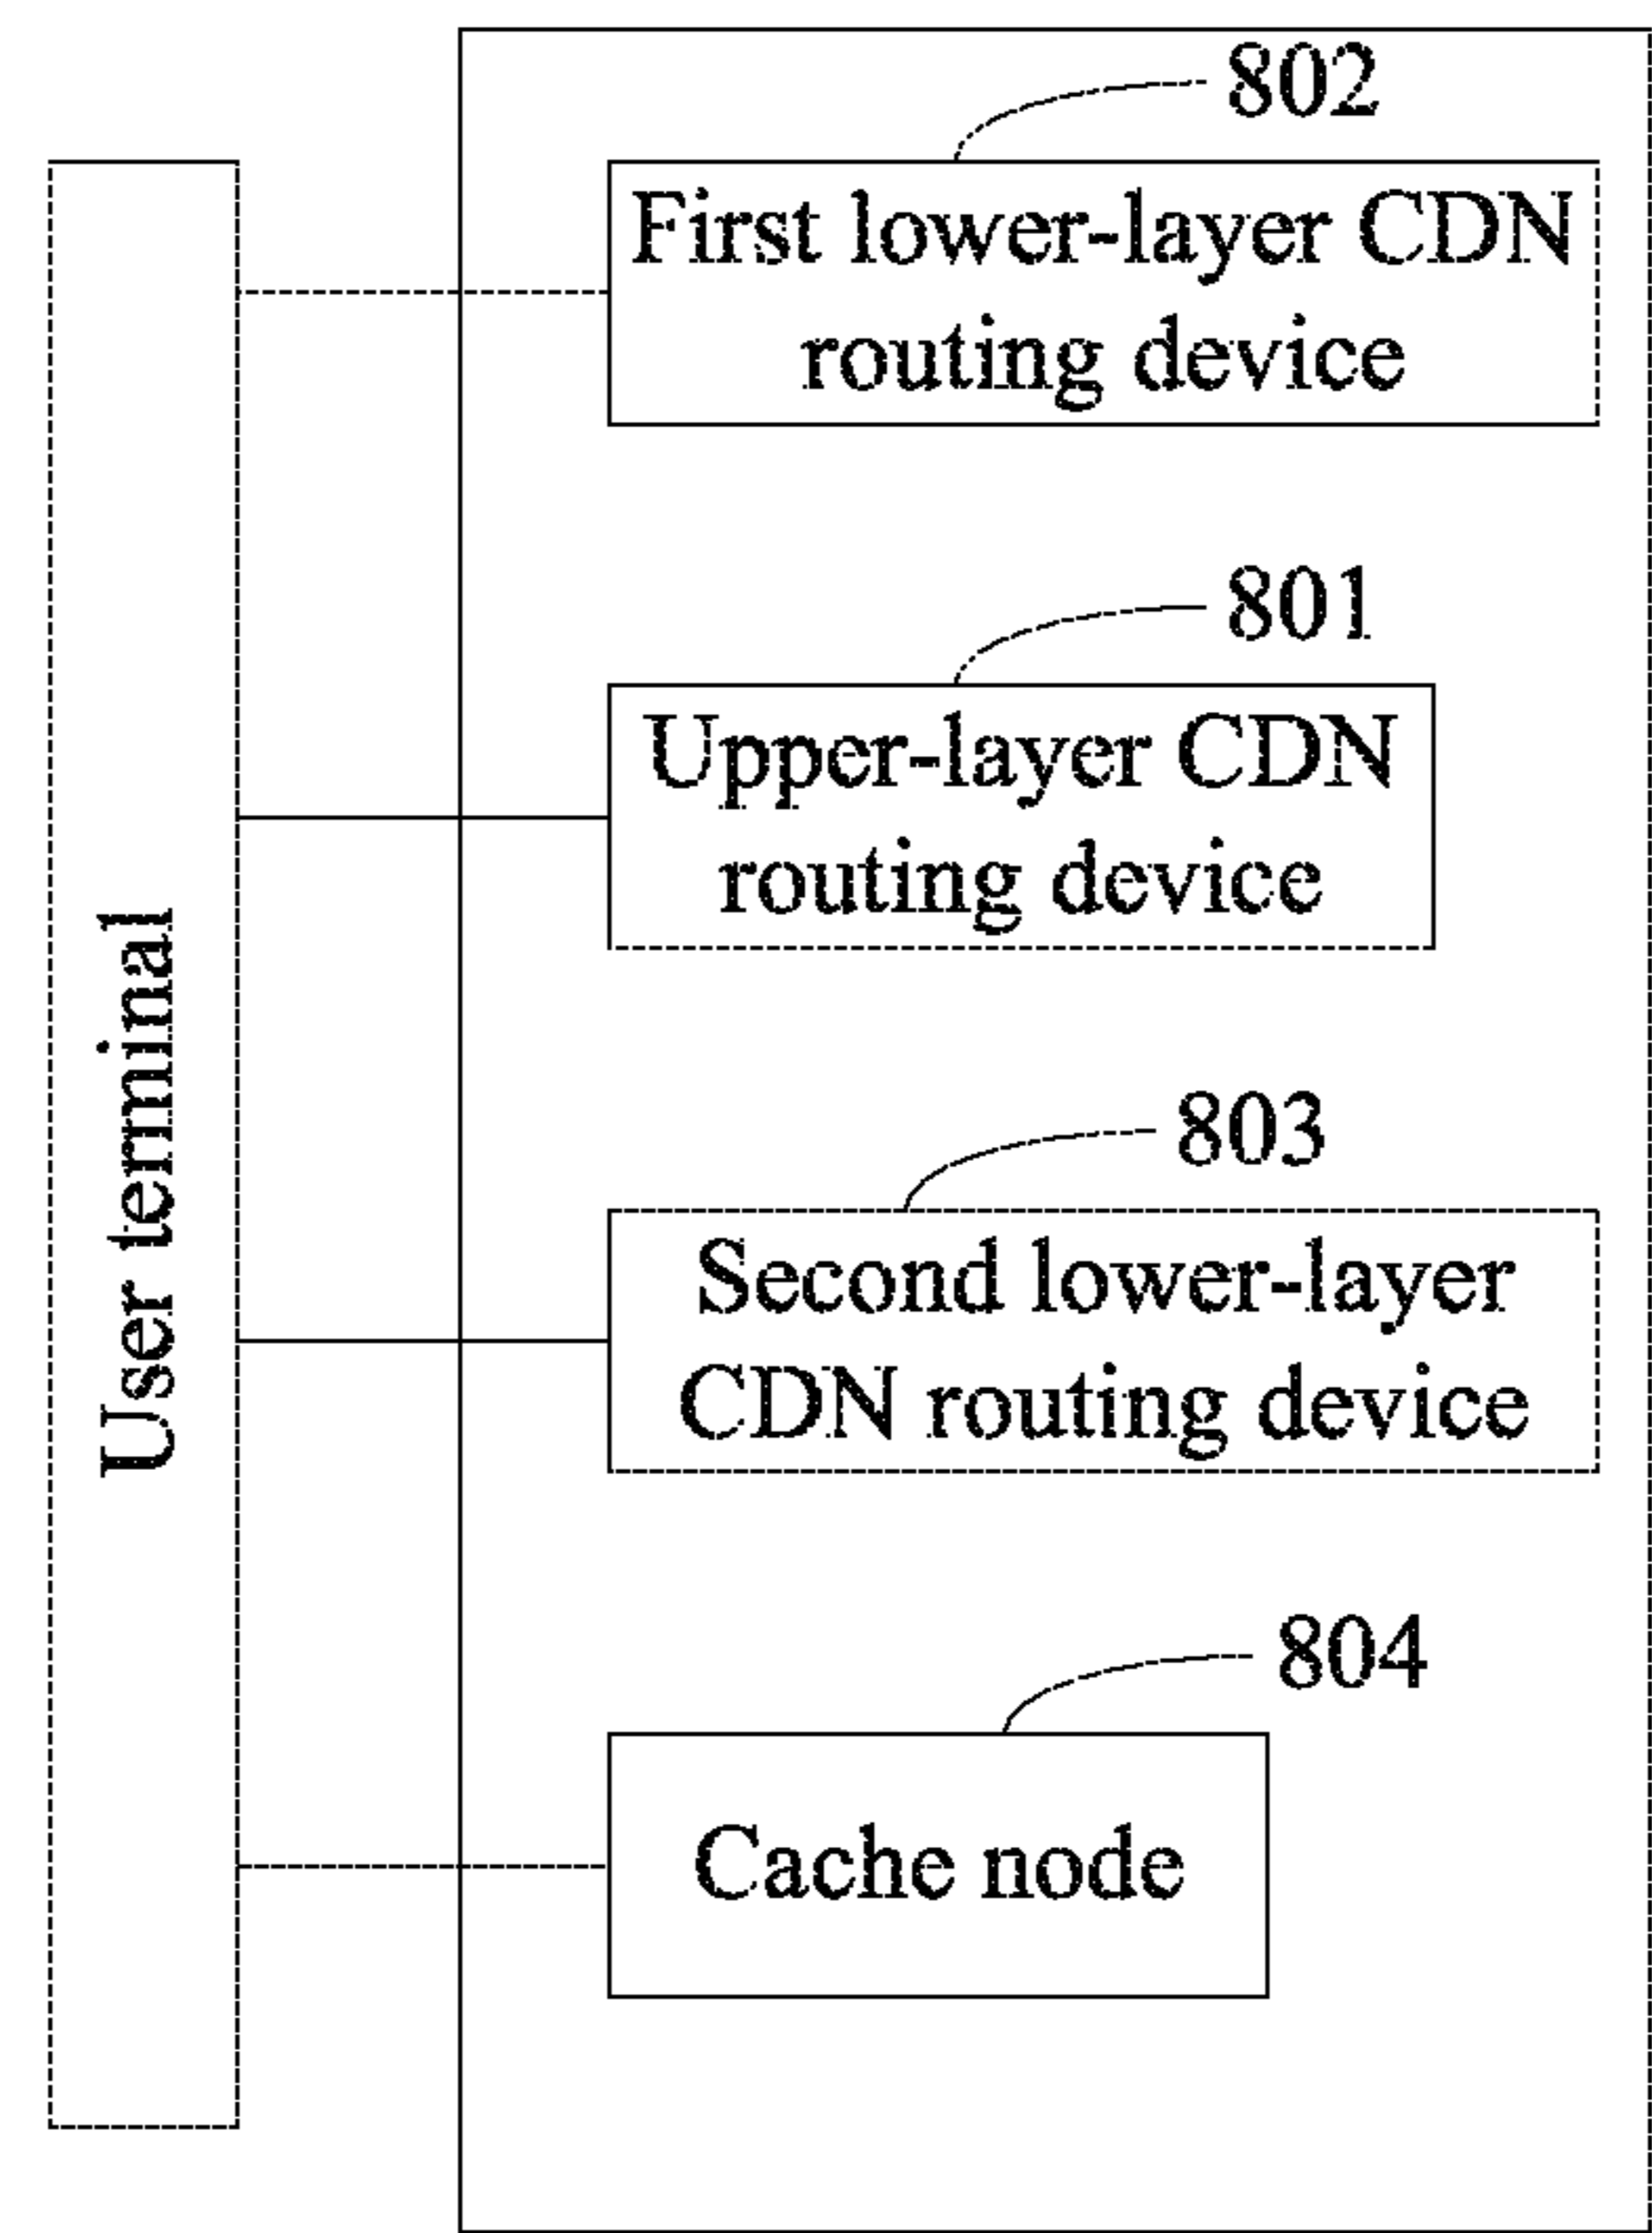 802
First lower-layer CDN
routing device
801
Upper-layer CDN
routing device
User terminal
803
Second lower-layer
CDN routing device
804
Cache node